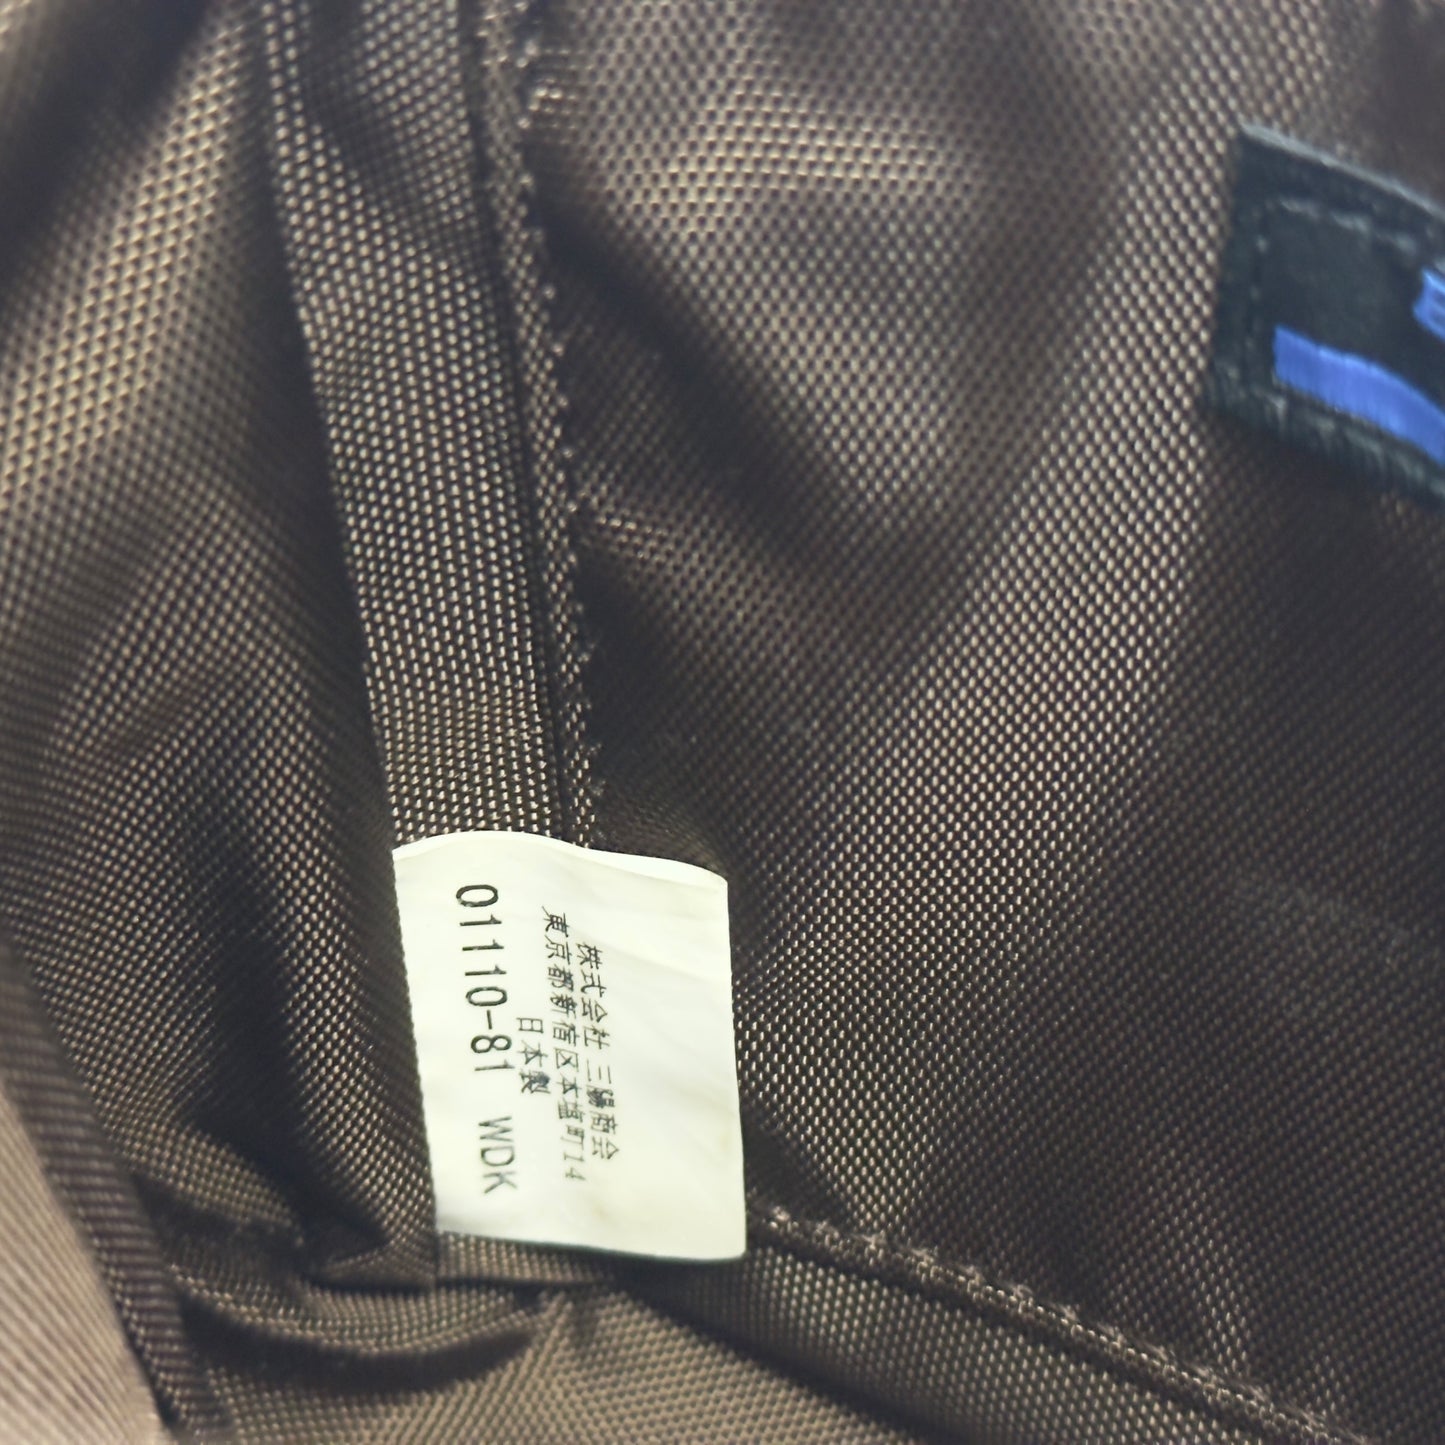 株式会社 三陽商会
東京都新宿区本塩町14
日本製
01110-81 WDK